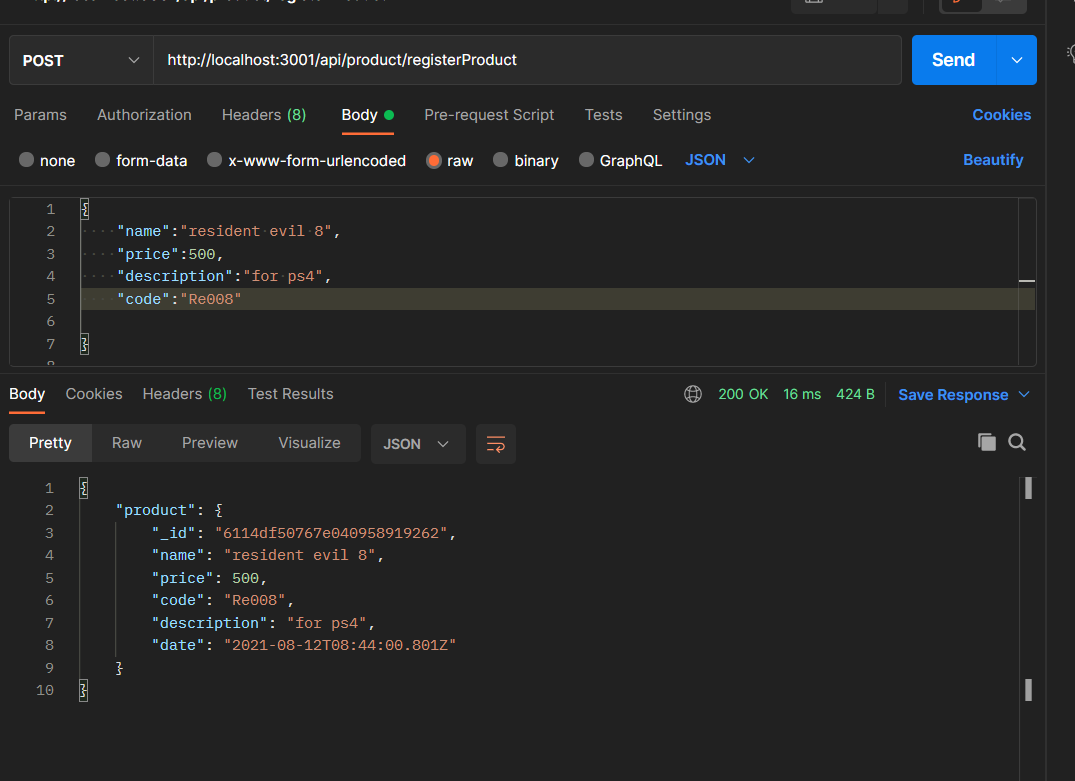 POST http://localhost:3001/api/product/registerProduct Send
Params Authorization Headers (8) Body Pre-request Script Tests Settings Cookies
none form-data x-www-form-urlencoded raw binary GraphQL JSON Beautify
1 {
2 "name":"resident evil 8",
3 "price":500,
4 "description":"for ps4",
5 "code":"Re008"
6
7 }
8
Body Cookies Headers (8) Test Results 200 OK 16 ms 424 B Save Response
Pretty Raw Preview Visualize JSON
1 {
2 "product": {
3 "_id": "6114df50767e040958919262",
4 "name": "resident evil 8",
5 "price": 500,
6 "code": "Re008",
7 "description": "for ps4",
8 "date": "2021-08-12T08:44:00.801Z"
9 }
10 }